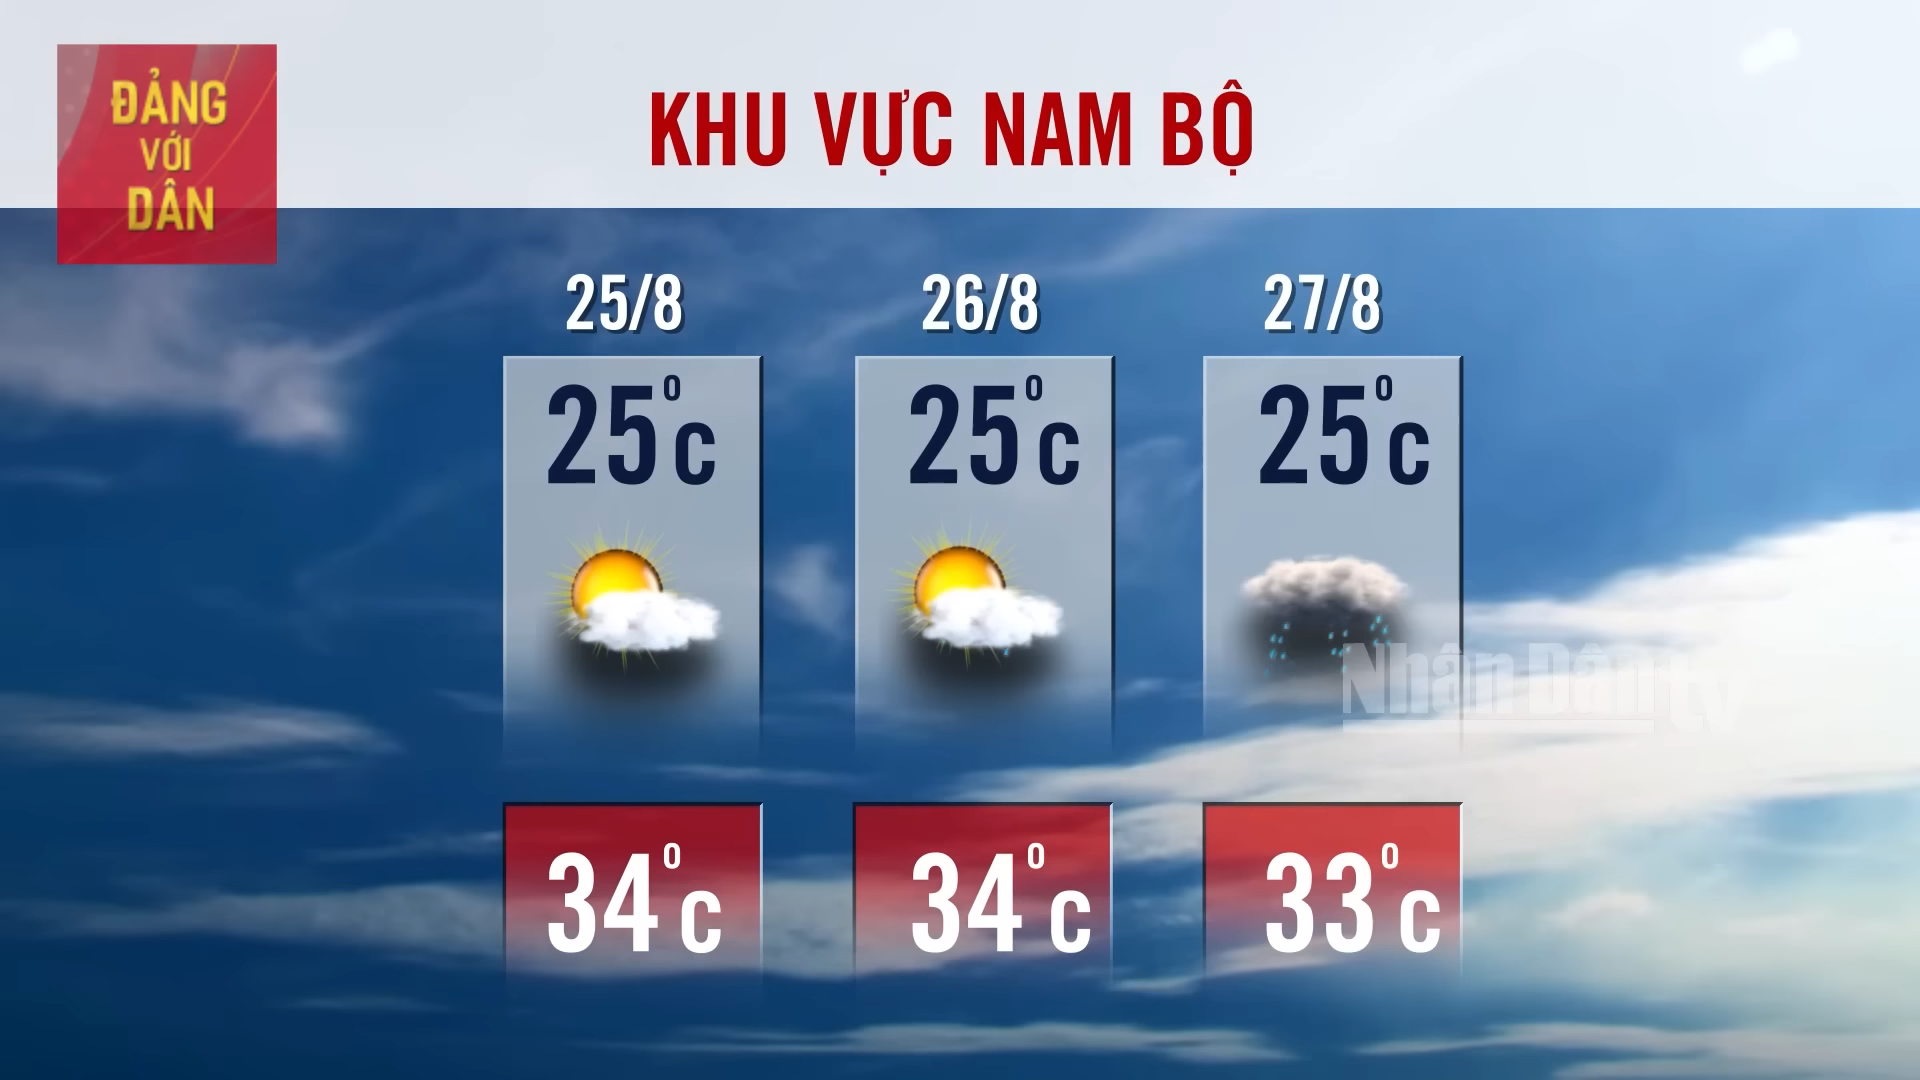 ĐẢNG
VỚI
DÂN
KHU VỰC NAM BỘ
25/8 26/8 27/8
25°C 25°C 25°C
Nhân Dân tv
34°C 34°C 33°C